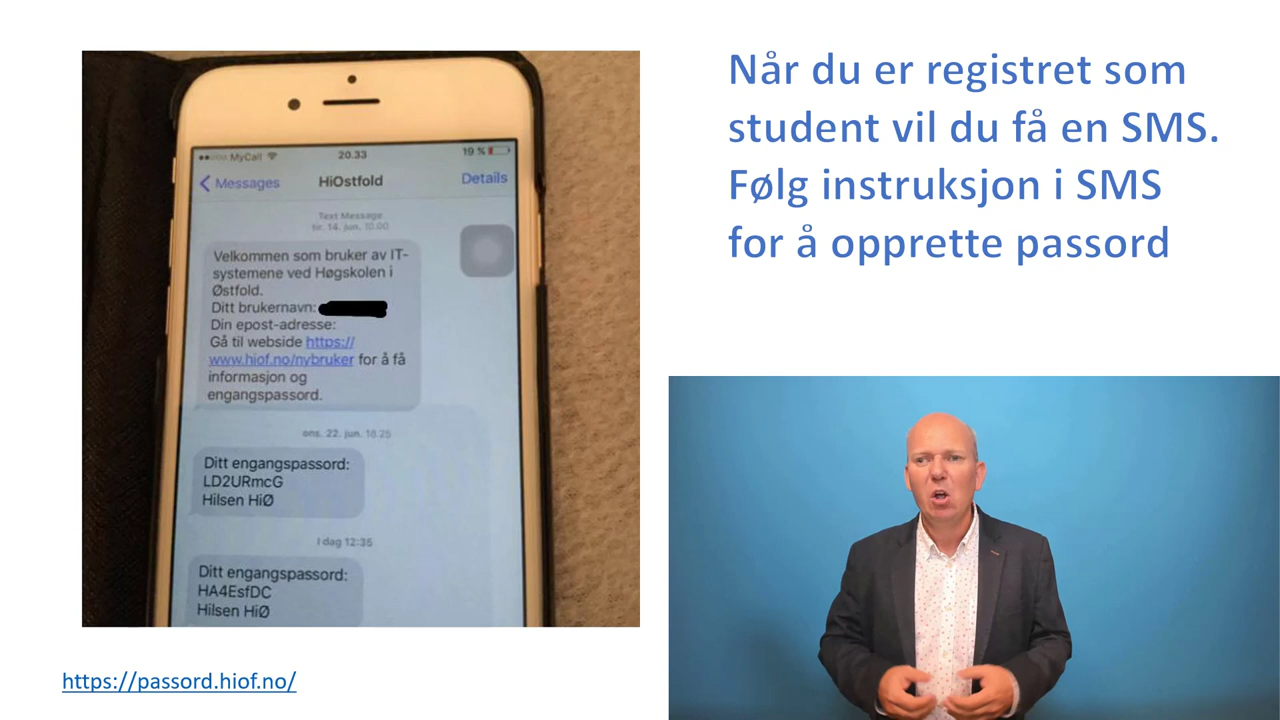 Når du er registret som
student vil du få en SMS.
Følg instruksjon i SMS
for å opprette passord
MyCall
20.33
19 %
Messages
HiOstfold
Details
Text Message
tir. 14. jun. 10.00
Velkommen som bruker av IT-
systemene ved Høgskolen i
Østfold.
Ditt brukernavn:
Din epost-adresse:
Gå til webside https://
www.hiof.no/nybruker for å få
informasjon og
engangspassord.
ons. 22. jun. 18.25
Ditt engangspassord:
LD2URmcG
Hilsen HiØ
I dag 12:35
Ditt engangspassord:
HA4EsfDC
Hilsen HiØ
https://passord.hiof.no/